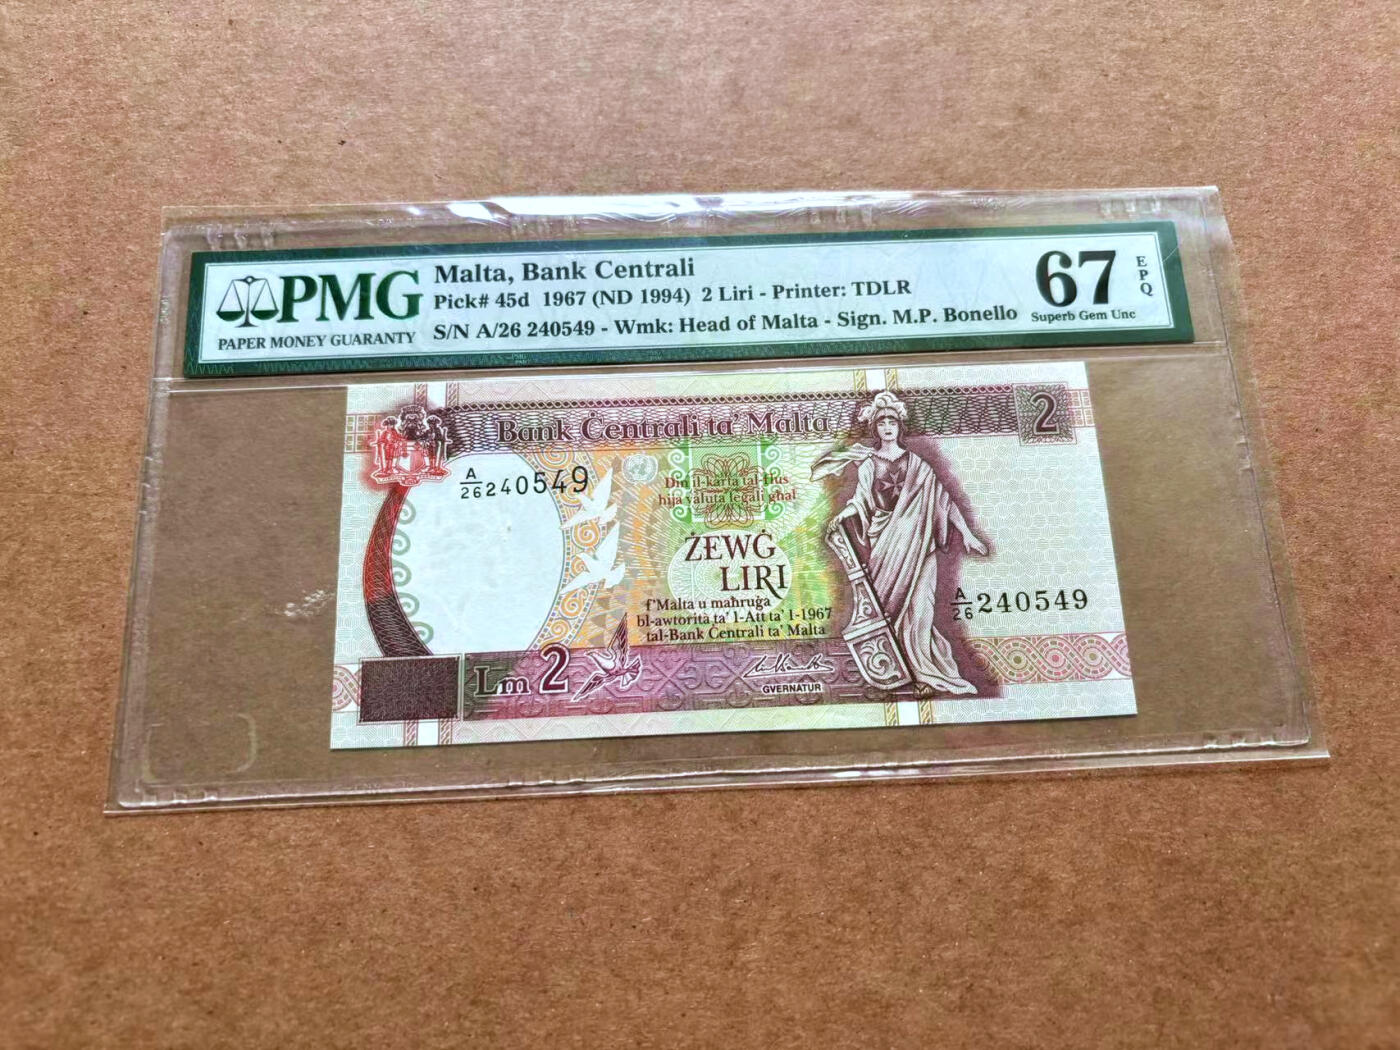 PMG
PAPER MONEY GUARANTY
Malta, Bank Centrali
Pick# 45d 1967 (ND 1994) 2 Liri - Printer: TDLR
S/N A/26 240549 - Wmk: Head of Malta - Sign. M.P. Bonello
67
EPQ
Superb Gem Unc
Bank Ċentrali ta' Malta
2
A/26 240549
Din il-karta tal-flus
hija valuta legali għal
ŻEWĠ
LIRI
f'Malta u maħruġa
bl-awtorità ta' l-Att ta' l-1967
tal-Bank Ċentrali ta' Malta
A/26 240549
Lm 2
GVERNATUR